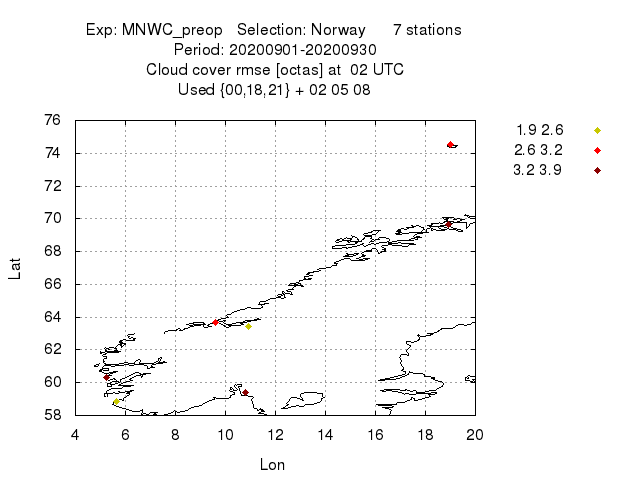 Exp: MNWC_preop Selection: Norway 7 stations
Period: 20200901-20200930
Cloud cover rmse [octas] at 02 UTC
Used {00,18,21} + 02 05 08
76
74
72
70
68
66
64
62
60
58
4 6 8 10 12 14 16 18 20
Lat
Lon
1.9 2.6
2.6 3.2
3.2 3.9